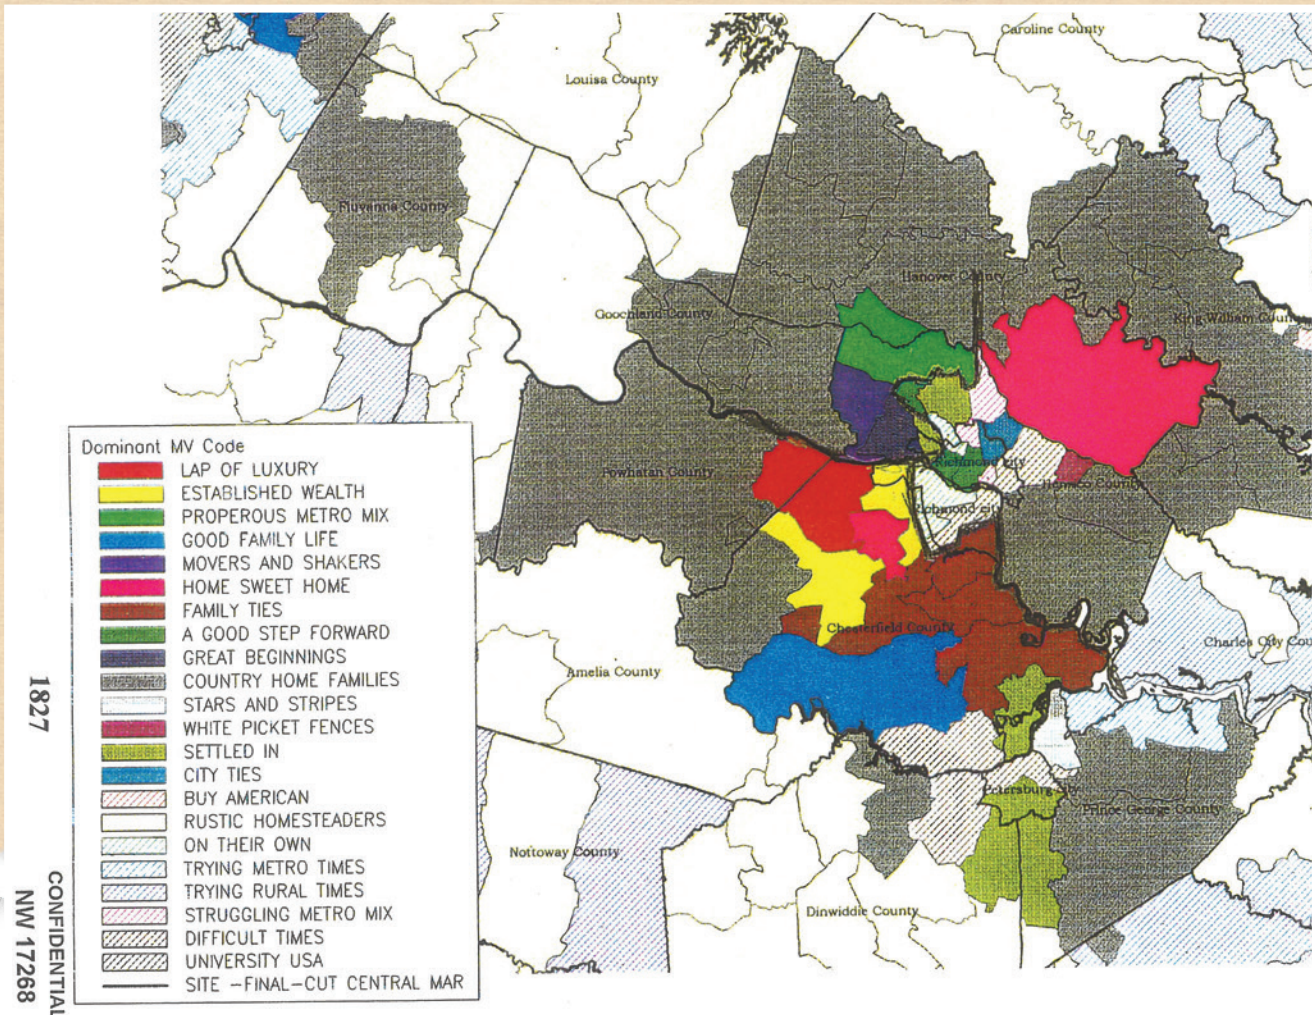 Caroline County
Louisa County
Fluvanna County
Hanover County
Goochland County
King William County
Powhatan County
Richmond city
Henrico County
Richmond city
Chesterfield County
Charles City Cou
Amelia County
Petersburg city
Prince George County
Nottoway County
Dinwiddie County
Dominant MV Code
LAP OF LUXURY
ESTABLISHED WEALTH
PROPEROUS METRO MIX
GOOD FAMILY LIFE
MOVERS AND SHAKERS
HOME SWEET HOME
FAMILY TIES
A GOOD STEP FORWARD
GREAT BEGINNINGS
COUNTRY HOME FAMILIES
STARS AND STRIPES
WHITE PICKET FENCES
SETTLED IN
CITY TIES
BUY AMERICAN
RUSTIC HOMESTEADERS
ON THEIR OWN
TRYING METRO TIMES
TRYING RURAL TIMES
STRUGGLING METRO MIX
DIFFICULT TIMES
UNIVERSITY USA
SITE -FINAL-CUT CENTRAL MAR
1827
CONFIDENTIAL
NW 17268